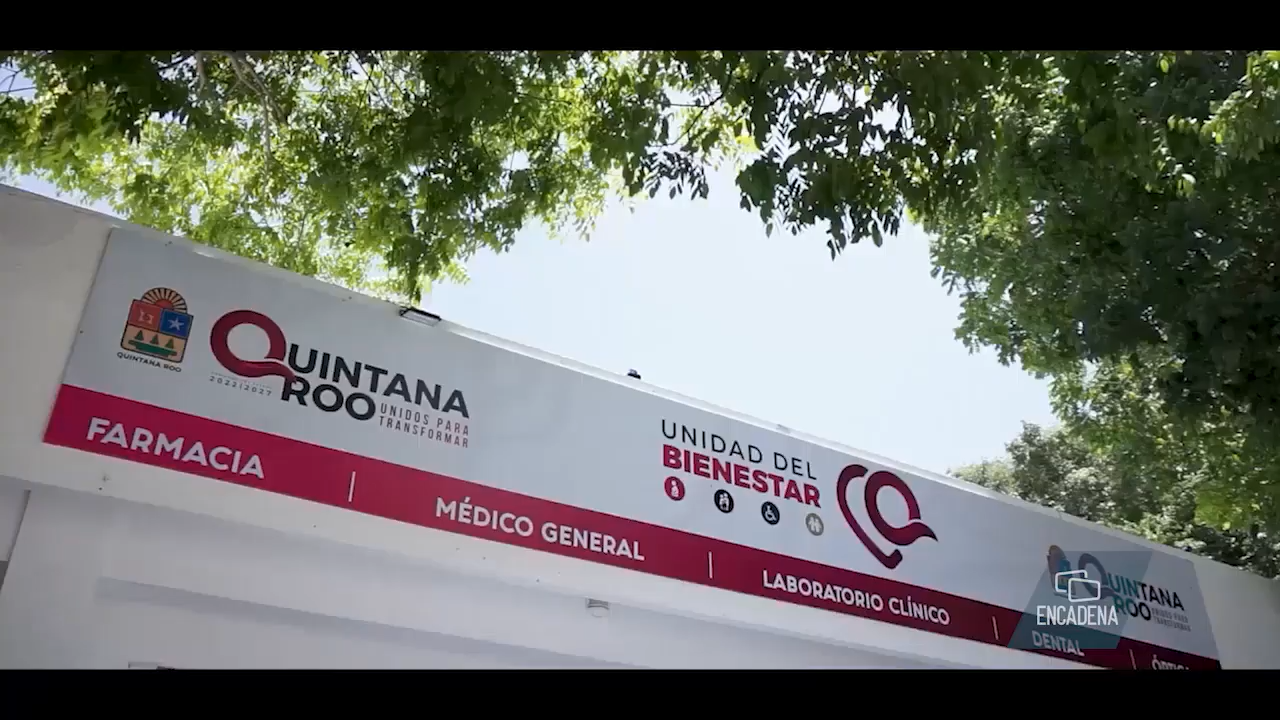 QUINTANA ROO
QUINTANA
ROO
2022|2027
UNIDOS PARA
TRANSFORMAR
UNIDAD DEL
BIENESTAR
QUINTANA
ROO
UNIDOS PARA
TRANSFORMAR
FARMACIA | MÉDICO GENERAL | LABORATORIO CLÍNICO | DENTAL |
ENCADENA